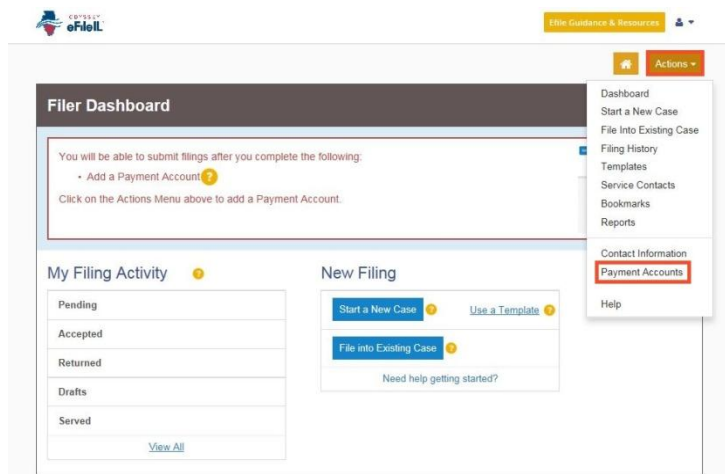 ODYSSEY
eFileIL
Efile Guidance & Resources
Actions
Filer Dashboard
Dashboard
Start a New Case
File Into Existing Case
Filing History
Templates
Service Contacts
Bookmarks
Reports
Contact Information
Payment Accounts
Help
You will be able to submit filings after you complete the following:
• Add a Payment Account ?
Click on the Actions Menu above to add a Payment Account.
My Filing Activity ?
Pending
Accepted
Returned
Drafts
Served
View All
New Filing
Start a New Case ? Use a Template ?
File into Existing Case ?
Need help getting started?